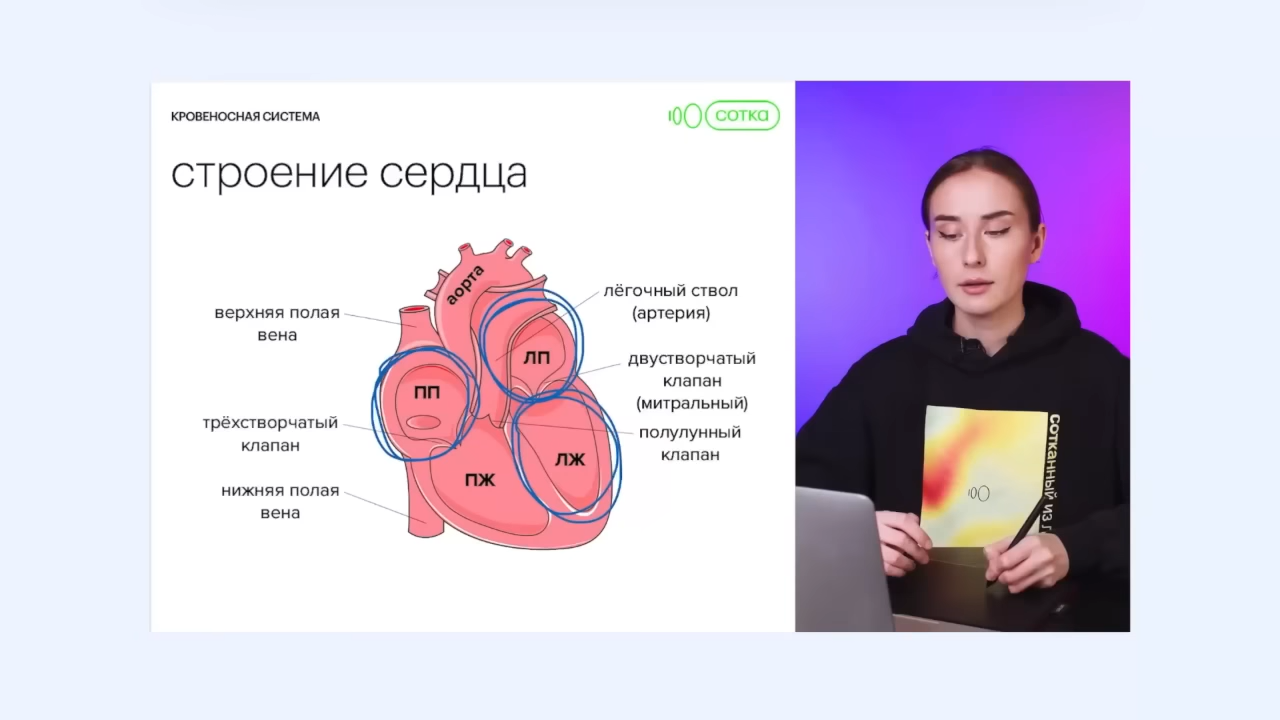 КРОВЕНОСНАЯ СИСТЕМА
сотка
строение сердца
аорта
лёгочный ствол
(артерия)
верхняя полая
вена
ЛП
двустворчатый
клапан
(митральный)
ПП
трёхстворчатый
клапан
полулунный
клапан
ЛЖ
ПЖ
нижняя полая
вена
сотканный из